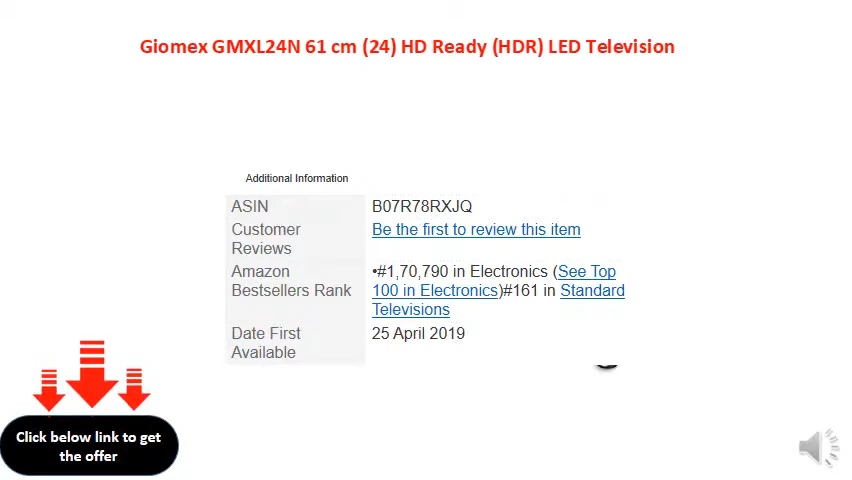 Giomex GMXL24N 61 cm (24) HD Ready (HDR) LED Television
Additional Information
ASIN B07R78RXJQ
Customer Be the first to review this item
Reviews
Amazon •#1,70,790 in Electronics (See Top
Bestsellers Rank 100 in Electronics)#161 in Standard
Televisions
Date First 25 April 2019
Available
Click below link to get
the offer